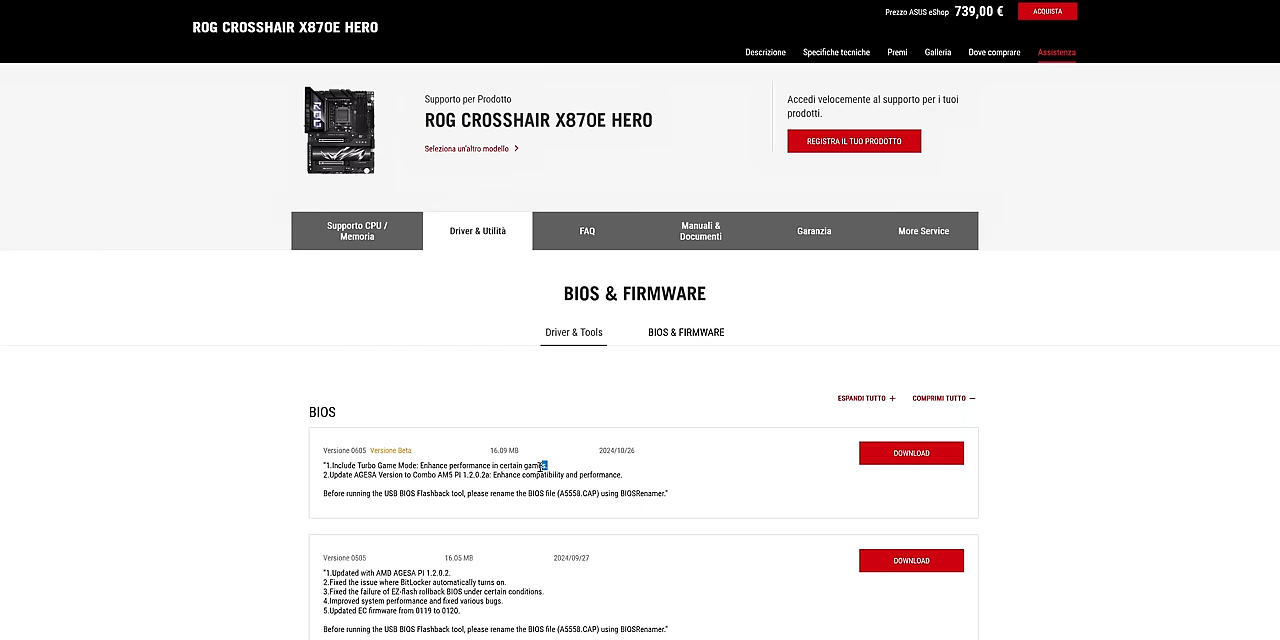 Prezzo ASUS eShop 739,00 € ACQUISTA
ROG CROSSHAIR X870E HERO
Descrizione Specifiche tecniche Premi Galleria Dove comprare Assistenza
Supporto per Prodotto
ROG CROSSHAIR X870E HERO
Seleziona un'altro modello >
Accedi velocemente al supporto per i tuoi
prodotti.
REGISTRA IL TUO PRODOTTO
Supporto CPU /
Memoria
Driver & Utilità
FAQ
Manuali &
Documenti
Garanzia
More Service
BIOS & FIRMWARE
Driver & Tools BIOS & FIRMWARE
ESPANDI TUTTO + COMPRIMI TUTTO −
BIOS
Versione 0605 Versione Beta 16.09 MB 2024/10/26
DOWNLOAD
"1.Include Turbo Game Mode: Enhance performance in certain
2.Update AGESA Version to Combo AM5 PI 1.2.0.2a: Enhance compatibility and performance.
Before running the USB BIOS Flashback tool, please rename the BIOS file (A5558.CAP) using BIOSRenamer."
Versione 0505 16.05 MB 2024/09/27
DOWNLOAD
"1.Updated with AMD AGESA PI 1.2.0.2.
2.Fixed the issue where BitLocker automatically turns on.
3.Fixed the failure of EZ-flash rollback BIOS under certain conditions.
4.Improved system performance and fixed various bugs.
5.Updated EC firmware from 0119 to 0120.
Before running the USB BIOS Flashback tool, please rename the BIOS file (A5558.CAP) using BIOSRenamer."